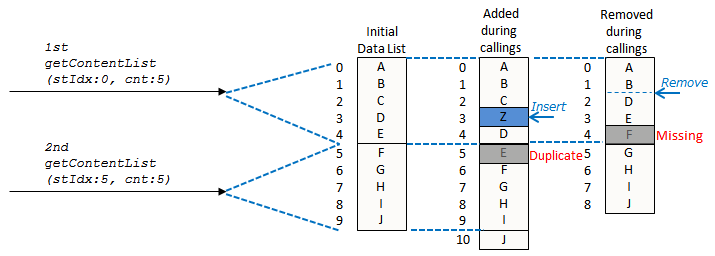 1st
getContentList
(stIdx:0, cnt:5)
2nd
getContentList
(stIdx:5, cnt:5)
Initial
Data List
0 A
1 B
2 C
3 D
4 E
5 F
6 G
7 H
8 I
9 J
Added
during
callings
0 A
1 B
2 C
3 Z Insert
4 D
5 E Duplicate
6 F
7 G
8 H
9 I
10 J
Removed
during
callings
0 A
1 B Remove
2 D
3 E
4 F Missing
5 G
6 H
7 I
8 J